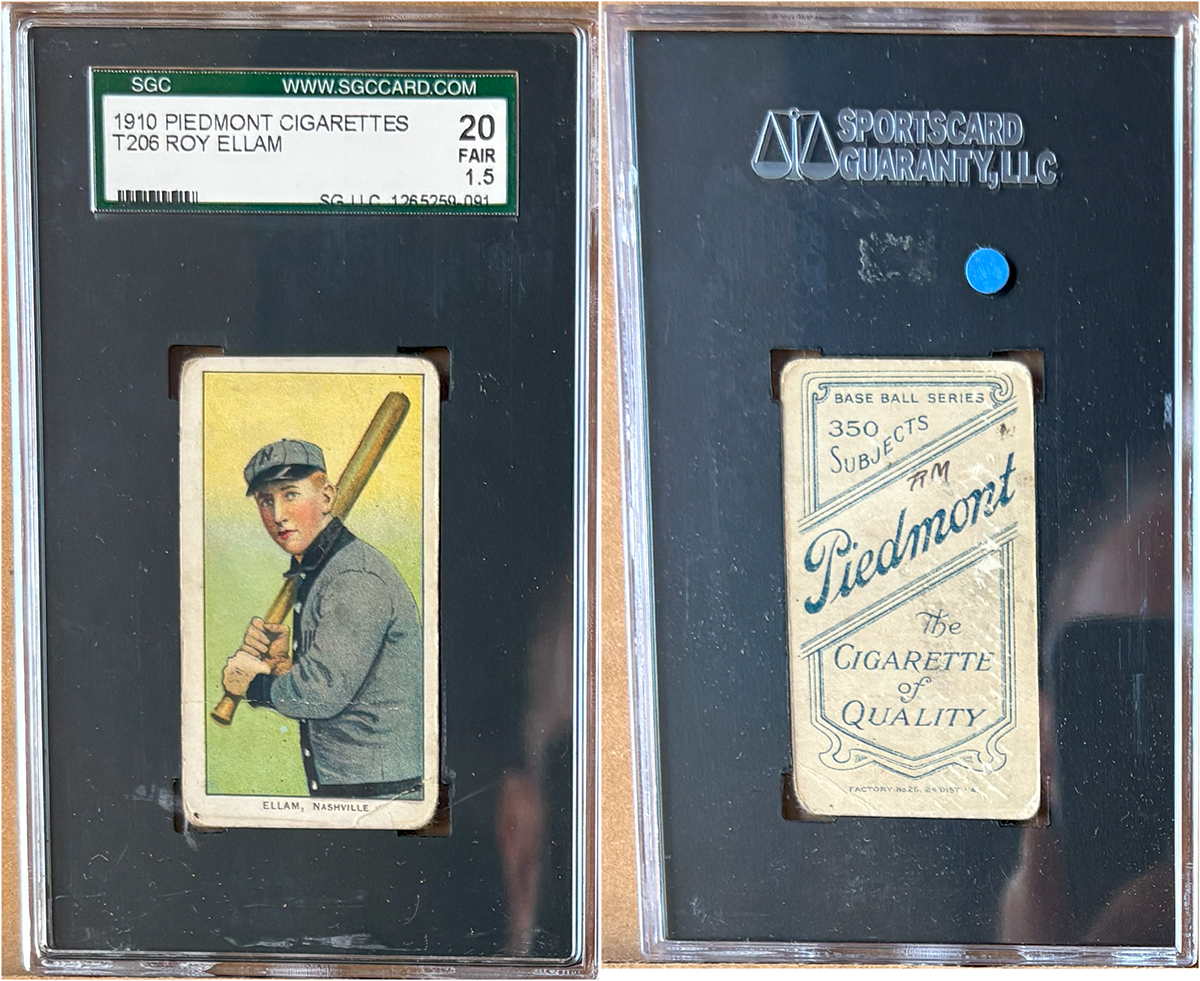 SGC WWW.SGCCARD.COM
1910 PIEDMONT CIGARETTES 20
T206 ROY ELLAM FAIR
1.5
SG LLC 1265259-091
N
ELLAM, NASHVILLE
SPORTSCARD
GUARANTY, LLC
BASE BALL SERIES
350
SUBJECTS
Piedmont
The
CIGARETTE
of
QUALITY
FACTORY No. 25, 2d DIST. VA.